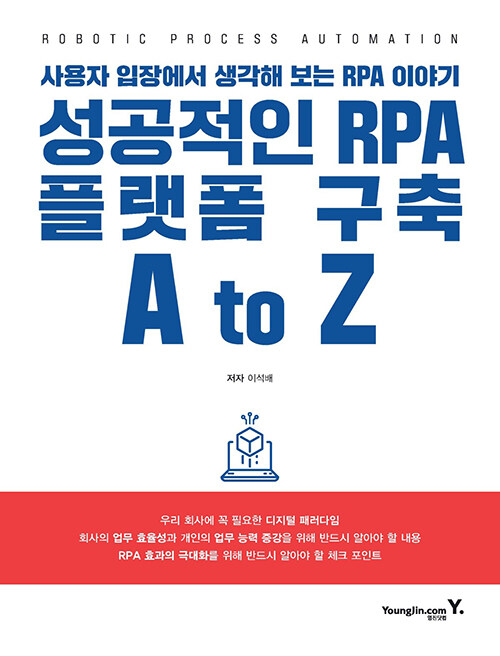 ROBOTIC PROCESS AUTOMATION
사용자 입장에서 생각해 보는 RPA 이야기
성공적인 RPA
플랫폼 구축
A to Z
저자 이석배
우리 회사에 꼭 필요한 디지털 패러다임
회사의 업무 효율성과 개인의 업무 능력 증강을 위해 반드시 알아야 할 내용
RPA 효과의 극대화를 위해 반드시 알아야 할 체크 포인트
YoungJin.com Y.
영진닷컴